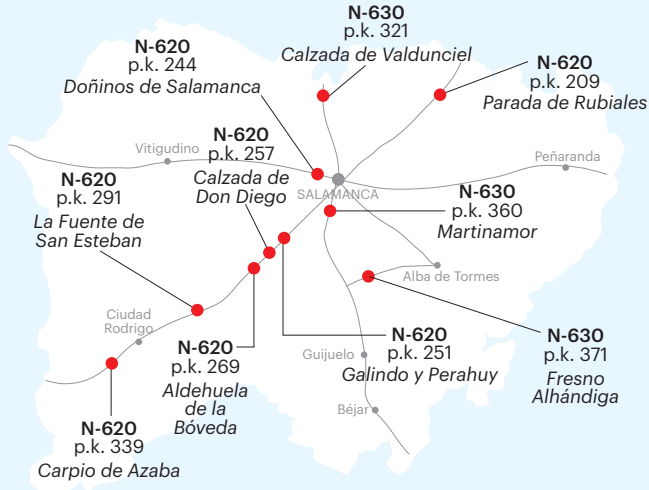 N-630
p.k. 321
Calzada de Valdunciel
N-620
p.k. 244
Doñinos de Salamanca
N-620
p.k. 209
Parada de Rubiales
Vitigudino
N-620
p.k. 257
Calzada de
Don Diego
Peñaranda
N-620
p.k. 291
La Fuente de
San Esteban
SALAMANCA
N-630
p.k. 360
Martinamor
Alba de Tormes
Ciudad
Rodrigo
N-620
p.k. 269
Aldehuela
de la
Bóveda
N-620
p.k. 251
Galindo y Perahuy
Guijuelo
N-630
p.k. 371
Fresno
Alhándiga
Béjar
N-620
p.k. 339
Carpio de Azaba